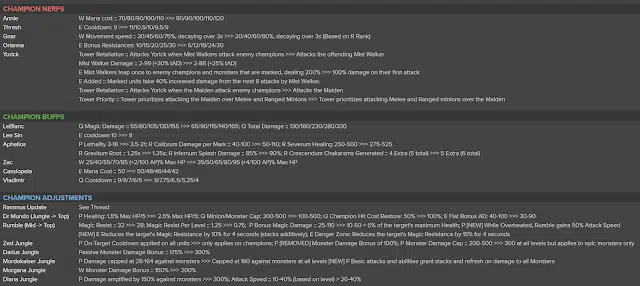 CHAMPION NERFS
Annie W Mana cost :: 70/80/90/100/110 >>> 80/90/100/110/120
Thresh E Cooldown: 9 >>> 11/10.5/10/9.5/9
Gnar W Movement speed :: 30/45/60/75%, decaying over 3s >>> 20/40/60/80%, decaying over 3s (Based on R Rank)
Orianna E Bonus Resistances: 10/15/20/25/30 >>> 6/12/18/24/30
Yorick Tower Retaliation :: Attacks Yorick when Mist Walkers attack enemy champions >>> Attacks the offending Mist Walker
Mist Walker Damage :: 2-99 (+30% tAD) >>> 2-88 (+25% tAD)
E Mist Walkers leap once to enemy champions and monsters that are marked, dealing 200% >>> 100% damage on their first attack
E Added :: Marked units take 40% increased damage from the next 8 attacks by Mist Walker.
Tower Retaliation :: Attacks Yorick when the Maiden attack enemy champions >>> Attacks the Maiden
Tower Priority :: Tower prioritizes attacking the Maiden over Melee and Ranged Minions >>> Tower prioritizes attacking Melee and Ranged minions over the Maiden
CHAMPION BUFFS
LeBlanc Q Magic Damage :: 55/80/105/130/155 >>> 65/90/115/140/165; Q Total Damage :: 130/180/230/280/330
Lee Sin E cooldown 10 >>> 8
Aphelios P Lethality 3-18 >>> 3.5-21; R Calibrum Damage per Mark :: 40-100 >>> 50-110; R Severum Healing 250-500 >>> 275-525
R Gravitum Root :: 1.25s >>> 1.35s; R Infernum Splash Damage :: 85% >>> 90%; R Crescendum Chakarams Generated :: 4 Extra (5 total) >>> 5 Extra (6 total)
Zac W 25/40/55/70/85 (+2/100 AP)% Max HP >>> 35/50/65/80/95 (+4/100 AP)% Max HP
Cassiopeia E Mana Cost :: 50 >>> 50/48/46/44/42
Vladimir Q Cooldown :: 9/8/7/6/5 >>> 9/7.75/6.5/5.25/4
CHAMPION ADJUSTMENTS
Rammus Update See Thread
Dr Mundo (Jungle -> Top) P Healing: 1.5% Max HP/5 >>> 2.5% Max HP/5; Q Minion/Monster Cap: 300-500 >>> 100-500; Q Champion Hit Cost Restore: 50% >>> 100%; E Flat Bonus AD: 40-100 >>> 30-90
Rumble (Mid -> Top) Magic Resist :: 32 >>> 28; Magic Resist Per Level :: 1.25 >>> 0.75; P Bonus Magic Damage :: 25-110 >>> 10-50 + 6% of the target's maximum Health; P [NEW] While Overheated, Rumble gains 50% Attack Speed
[NEW] E Reduces the target's Magic Resistance by 10% for 4 seconds (stacks additively); E Danger Zone: Reduces the target's Magic Resistance by 15% for 4 seconds
Zed Jungle P On-Target Cooldown applied on all units >>> only applies on champions; P [REMOVED] Monster Damage Bonus of 100%; P Monster Damage Cap :: 200-500 >>> 300 at all levels but applies to epic monsters only
Darius Jungle Passive Monster Damage Bonus :: 175% >>> 300%
Mordekaiser Jungle P Damage capped at 28-164 against monsters >>> Capped at 180 against monsters at all levels [NEW] P Basic attacks and abilities grant stacks and refresh on damage to all Monsters
Morgana Jungle W Monster Damage Bonus :: 150% >>> 200%
Diana Jungle P Damage amplified by 150% against monsters >>> 300%; Attack Speed :: 10-40% (based on level) > 20-40%